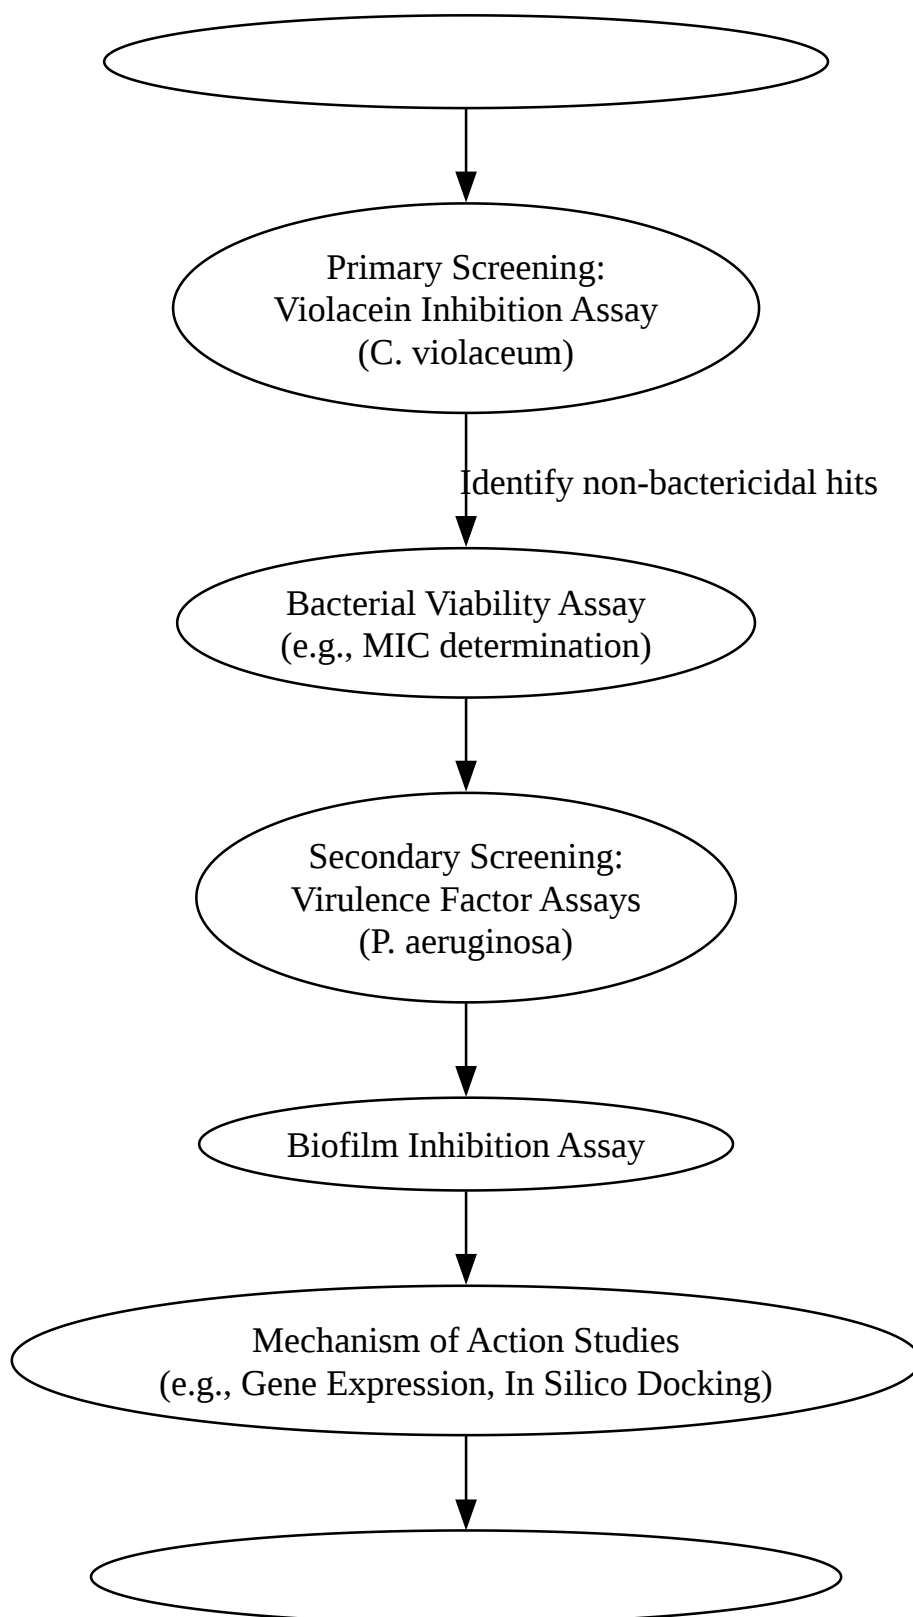 Primary Screening:
Violacein Inhibition Assay
(C. violaceum)
Identify non-bactericidal hits
Bacterial Viability Assay
(e.g., MIC determination)
Secondary Screening:
Virulence Factor Assays
(P. aeruginosa)
Biofilm Inhibition Assay
Mechanism of Action Studies
(e.g., Gene Expression, In Silico Docking)